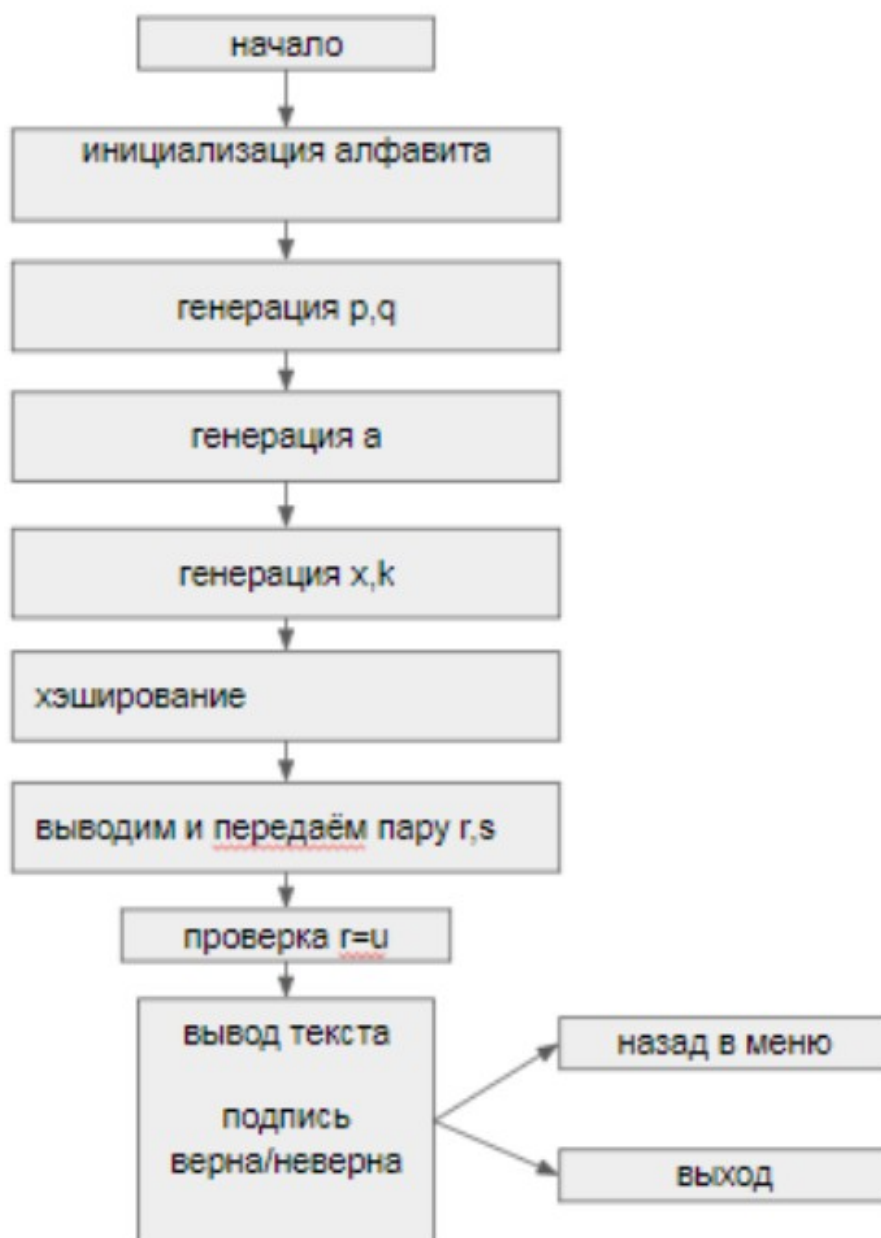 начало
инициализация алфавита
генерация p,q
генерация a
генерация x,k
хэширование
выводим и передаём пару r,s
проверка r=u
вывод текста
подпись
верна/неверна
назад в меню
выход